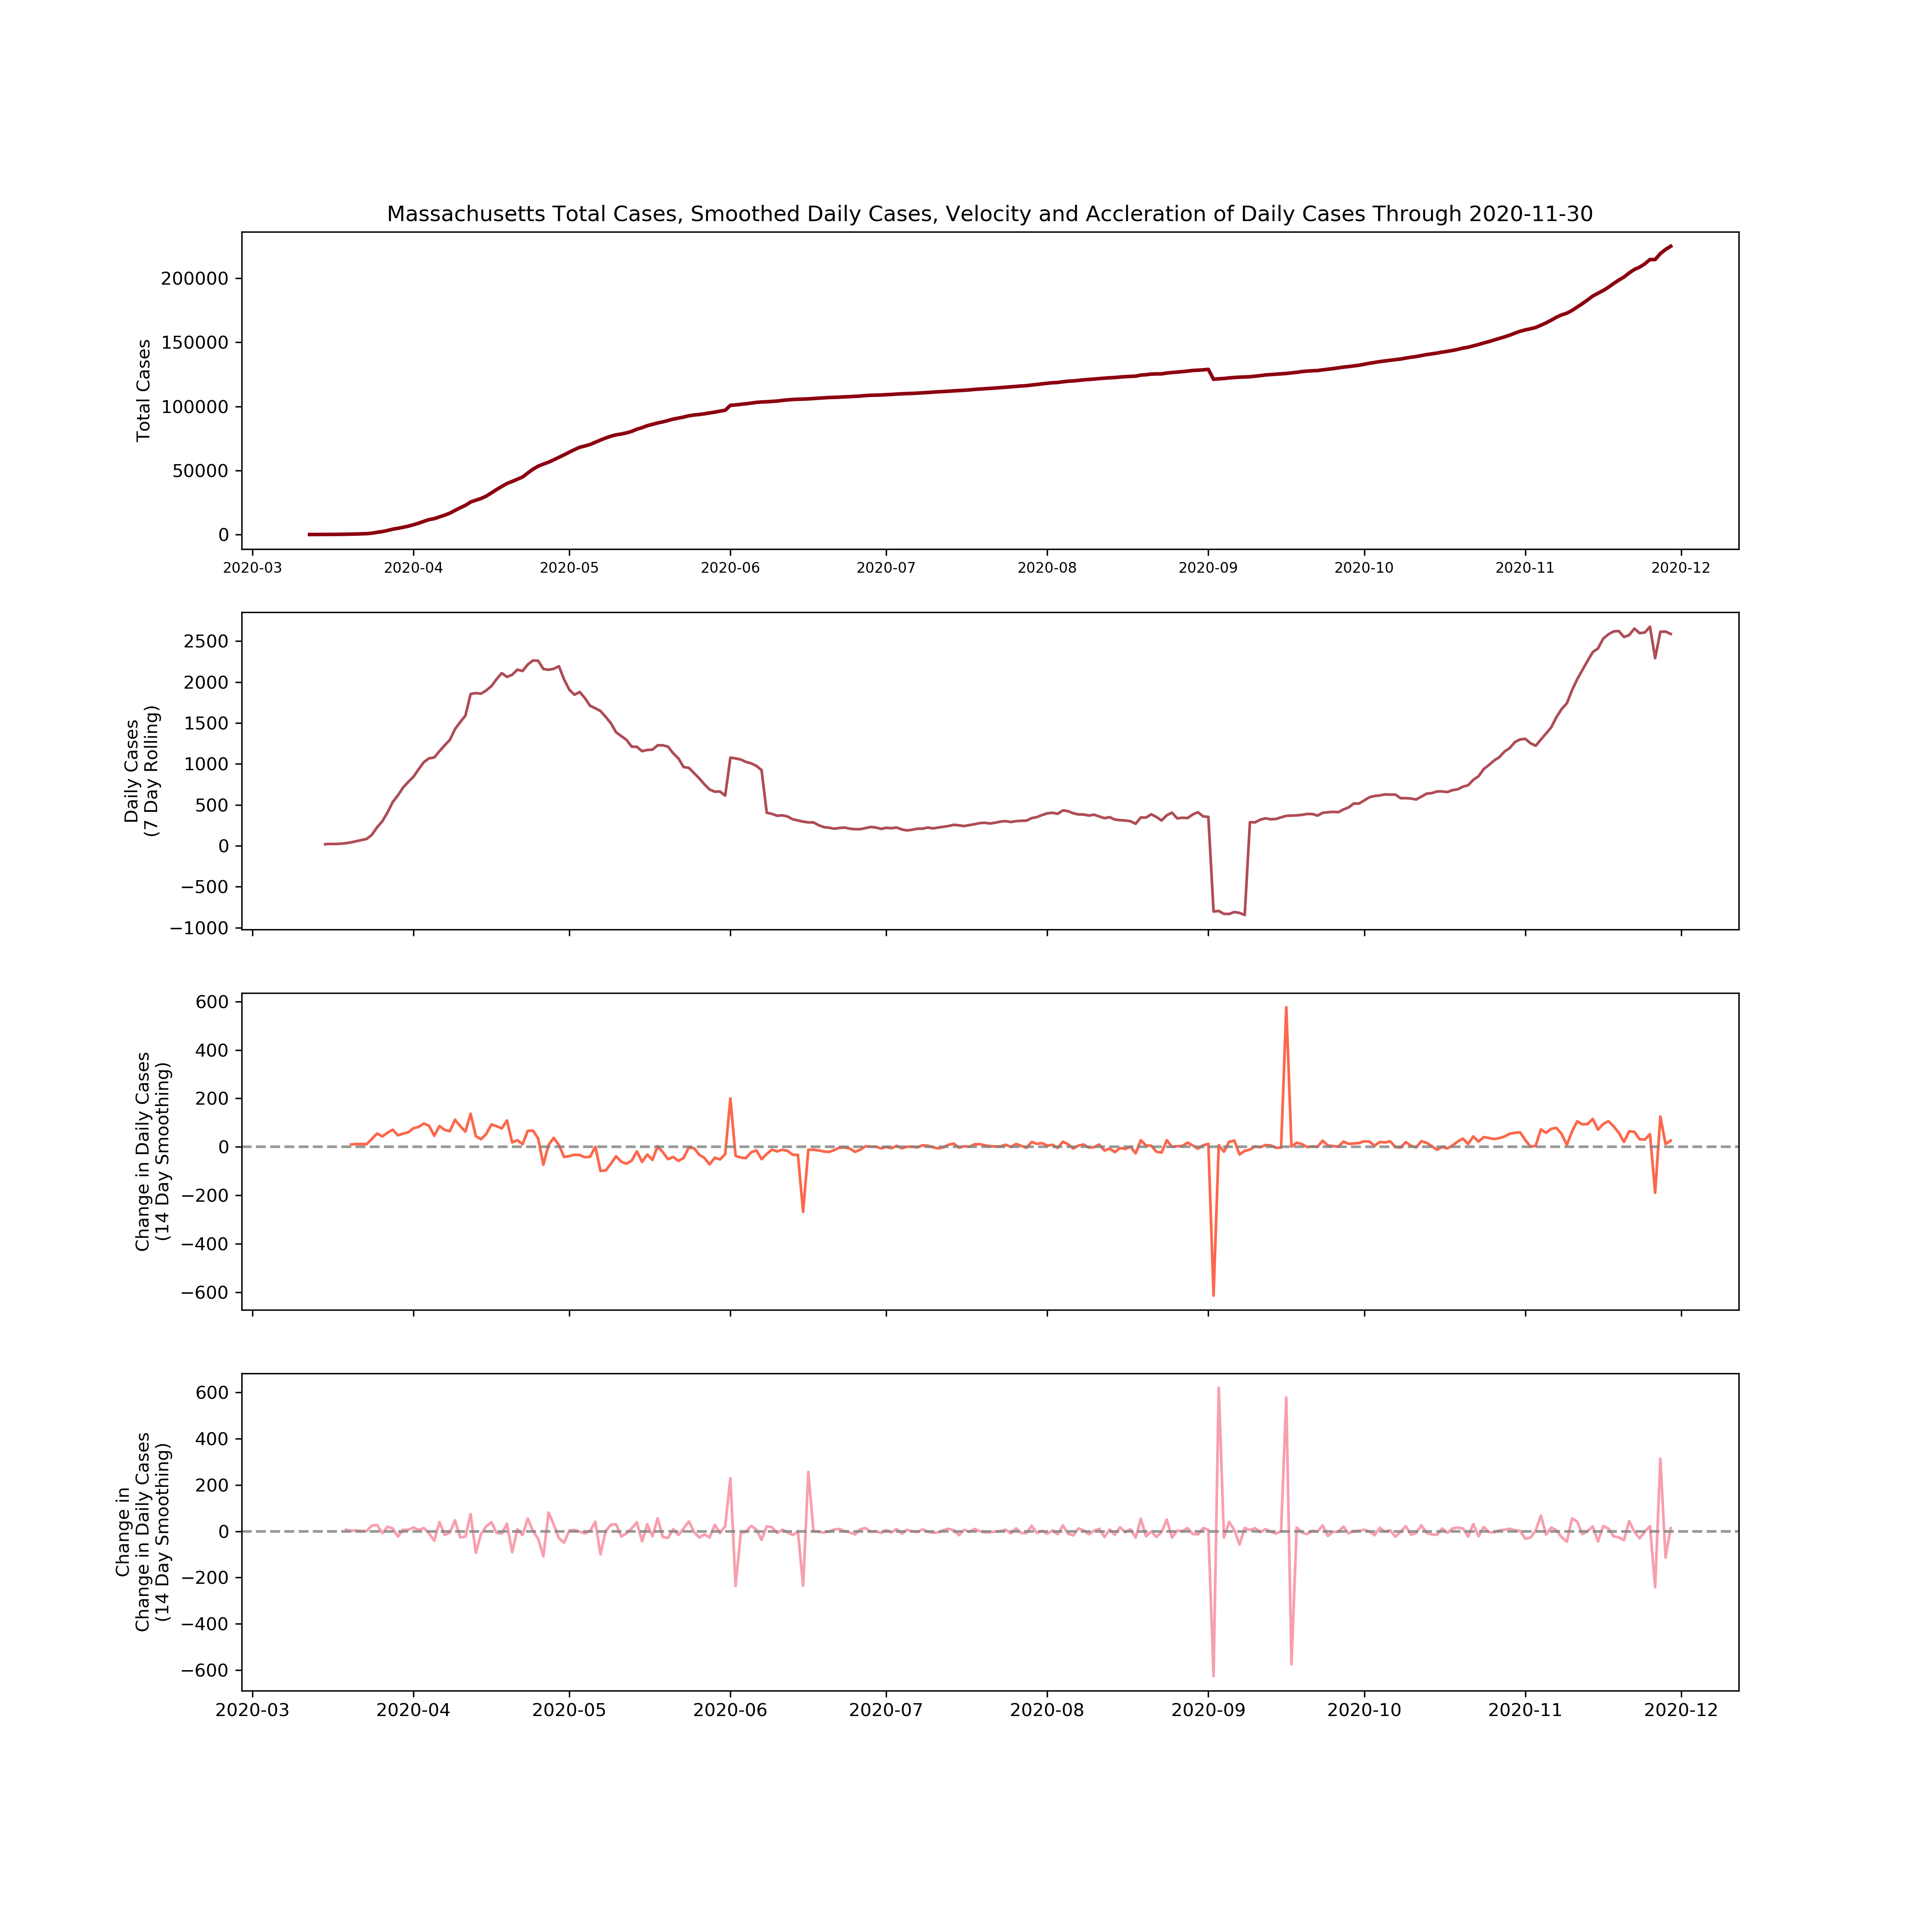 Massachusetts Total Cases, Smoothed Daily Cases, Velocity and Accleration of Daily Cases Through 2020-11-30
Total Cases
200000
150000
100000
50000
0
2020-03 2020-04 2020-05 2020-06 2020-07 2020-08 2020-09 2020-10 2020-11 2020-12
Daily Cases
(7 Day Rolling)
2500
2000
1500
1000
500
0
−500
−1000
Change in Daily Cases
(14 Day Smoothing)
600
400
200
0
−200
−400
−600
Change in
Change in Daily Cases
(14 Day Smoothing)
600
400
200
0
−200
−400
−600
2020-03 2020-04 2020-05 2020-06 2020-07 2020-08 2020-09 2020-10 2020-11 2020-12